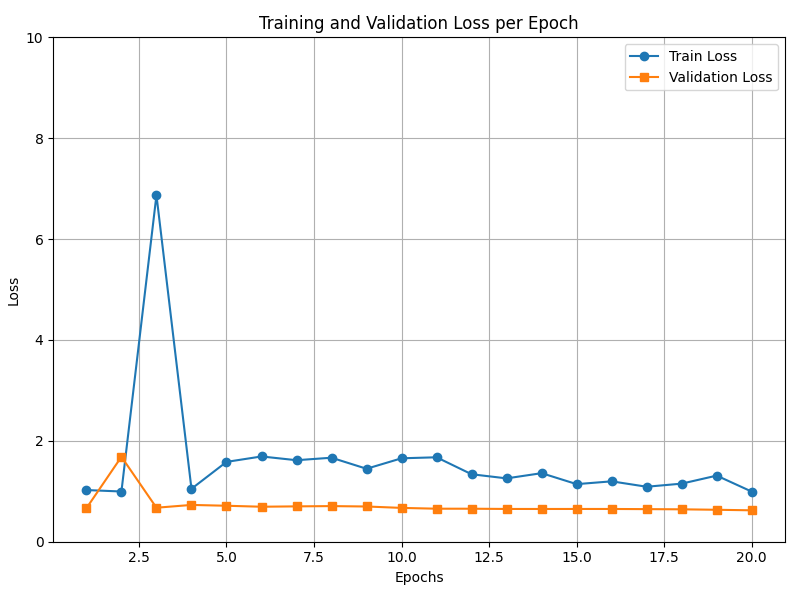 Training and Validation Loss per Epoch
Train Loss
Validation Loss
Loss
10
8
6
4
2
0
2.5
5.0
7.5
10.0
12.5
15.0
17.5
20.0
Epochs